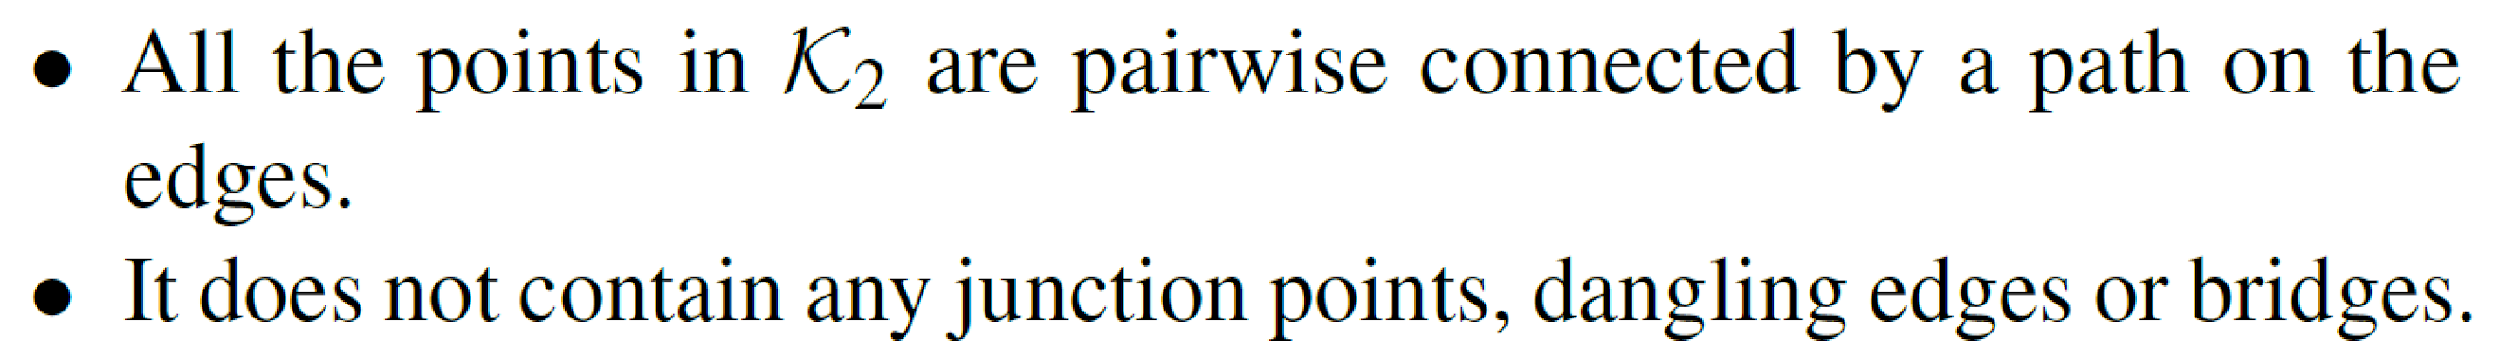 • All the points in 𝒦₂ are pairwise connected by a path on the
edges.
• It does not contain any junction points, dangling edges or bridges.